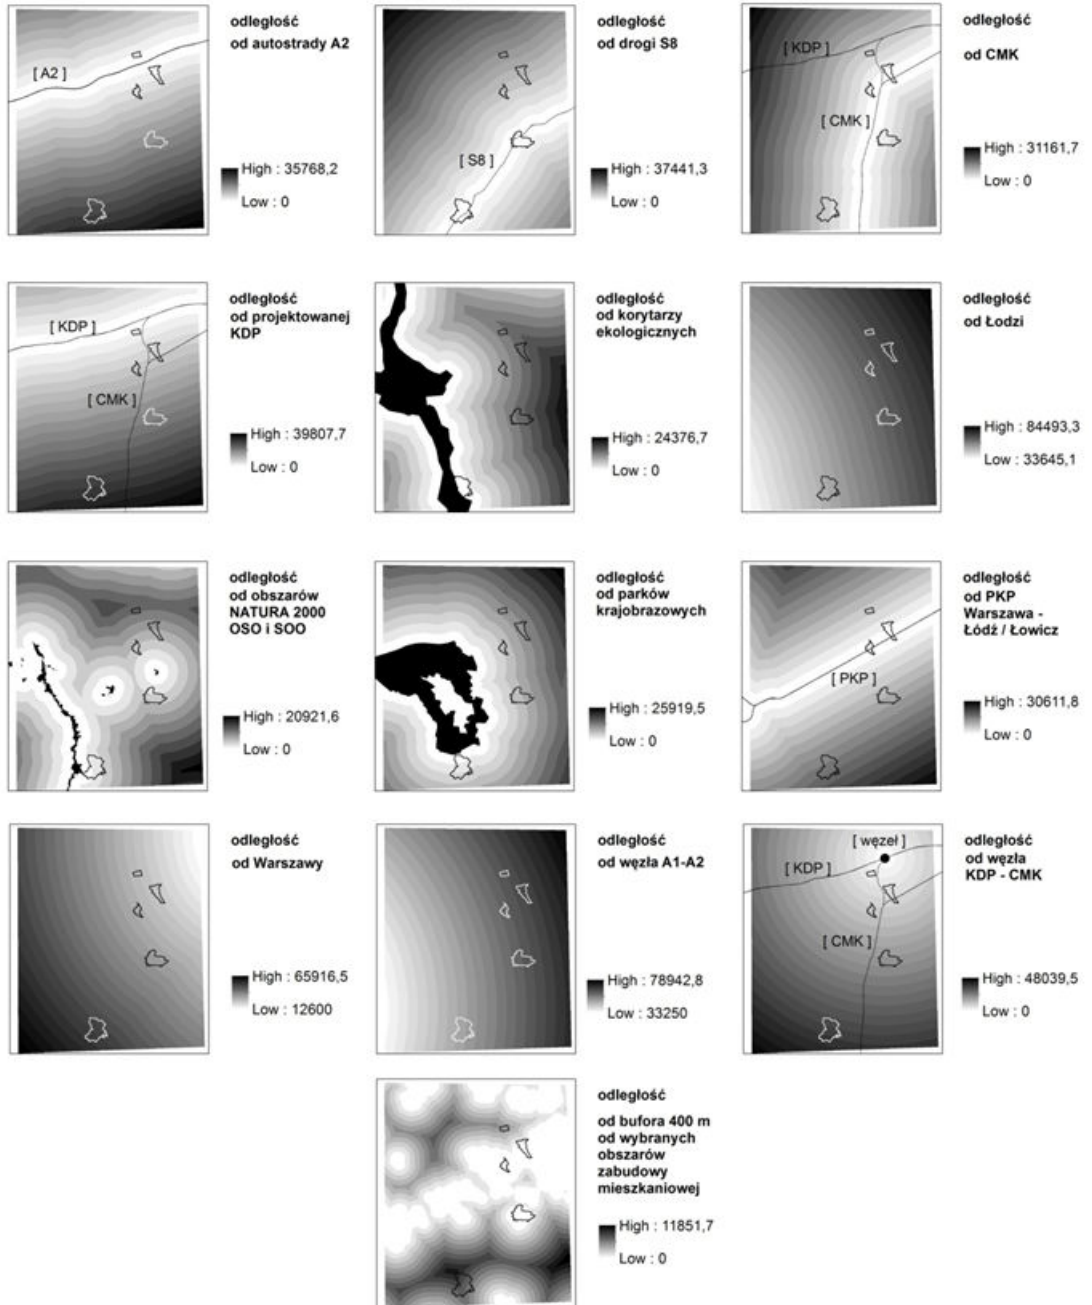 odległość
od autostrady A2
[ A2 ]
High : 35768,2
Low : 0
odległość
od drogi S8
[ S8 ]
High : 37441,3
Low : 0
odległość
od CMK
[ KDP ]
[ CMK ]
High : 31161,7
Low : 0
odległość
od projektowanej
KDP
[ KDP ]
[ CMK ]
High : 39807,7
Low : 0
odległość
od korytarzy
ekologicznych
High : 24376,7
Low : 0
odległość
od Łodzi
High : 84493,3
Low : 33645,1
odległość
od obszarów
NATURA 2000
OSO i SOO
High : 20921,6
Low : 0
odległość
od parków
krajobrazowych
High : 25919,5
Low : 0
odległość
od PKP
Warszawa -
Łódź / Łowicz
[ PKP ]
High : 30611,8
Low : 0
odległość
od Warszawy
High : 65916,5
Low : 12600
odległość
od węzła A1-A2
High : 78942,8
Low : 33250
odległość
od węzła
KDP - CMK
[ węzeł ]
[ KDP ]
[ CMK ]
High : 48039,5
Low : 0
odległość
od bufora 400 m
od wybranych
obszarów
zabudowy
mieszkaniowej
High : 11851,7
Low : 0